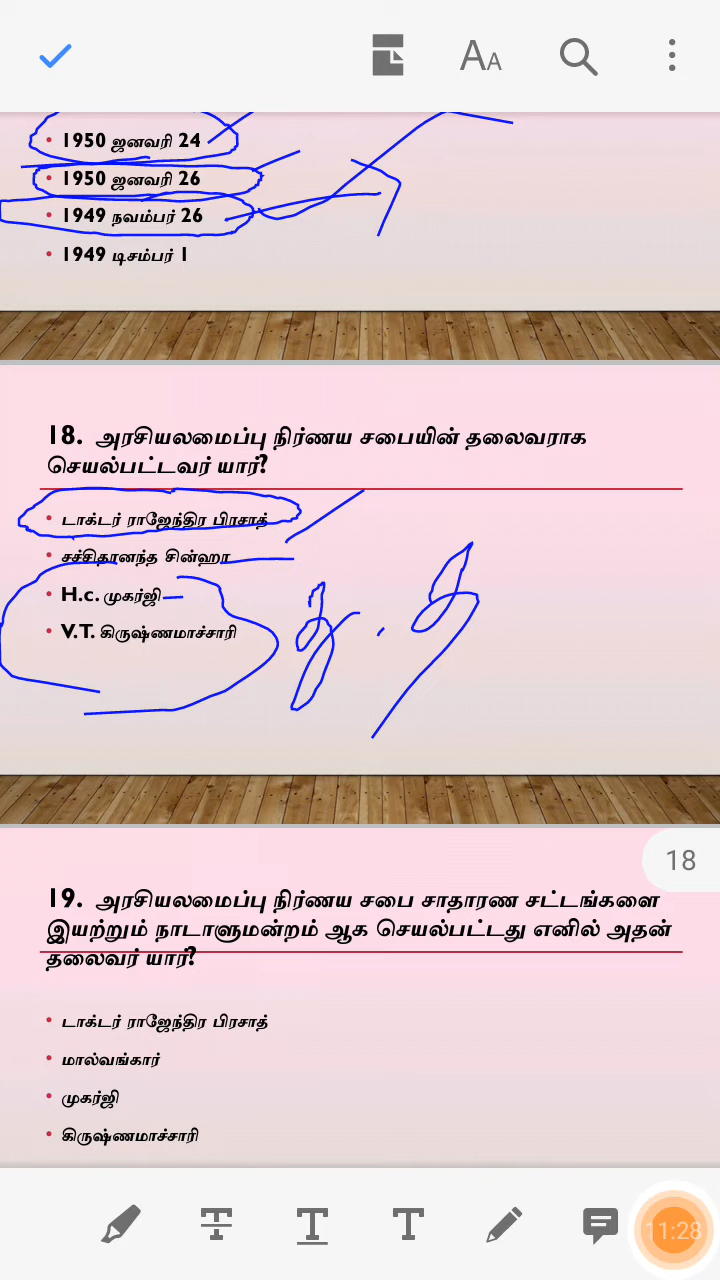 AA
• 1950 ஜனவரி 24
• 1950 ஜனவரி 26
• 1949 நவம்பர் 26
• 1949 டிசம்பர் 1
18. அரசியலமைப்பு நிர்ணய சபையின் தலைவராக
செயல்பட்டவர் யார்?
• டாக்டர் ராஜேந்திர பிரசாத்
• சச்சிதானந்த சின்ஹா
• H.c. முகர்ஜி
• V.T. கிருஷ்ணமாச்சாரி
18
19. அரசியலமைப்பு நிர்ணய சபை சாதாரண சட்டங்களை
இயற்றும் நாடாளுமன்றம் ஆக செயல்பட்டது எனில் அதன்
தலைவர் யார்?
• டாக்டர் ராஜேந்திர பிரசாத்
• மால்வங்கார்
• முகர்ஜி
• கிருஷ்ணமாச்சாரி
T T T
11:28